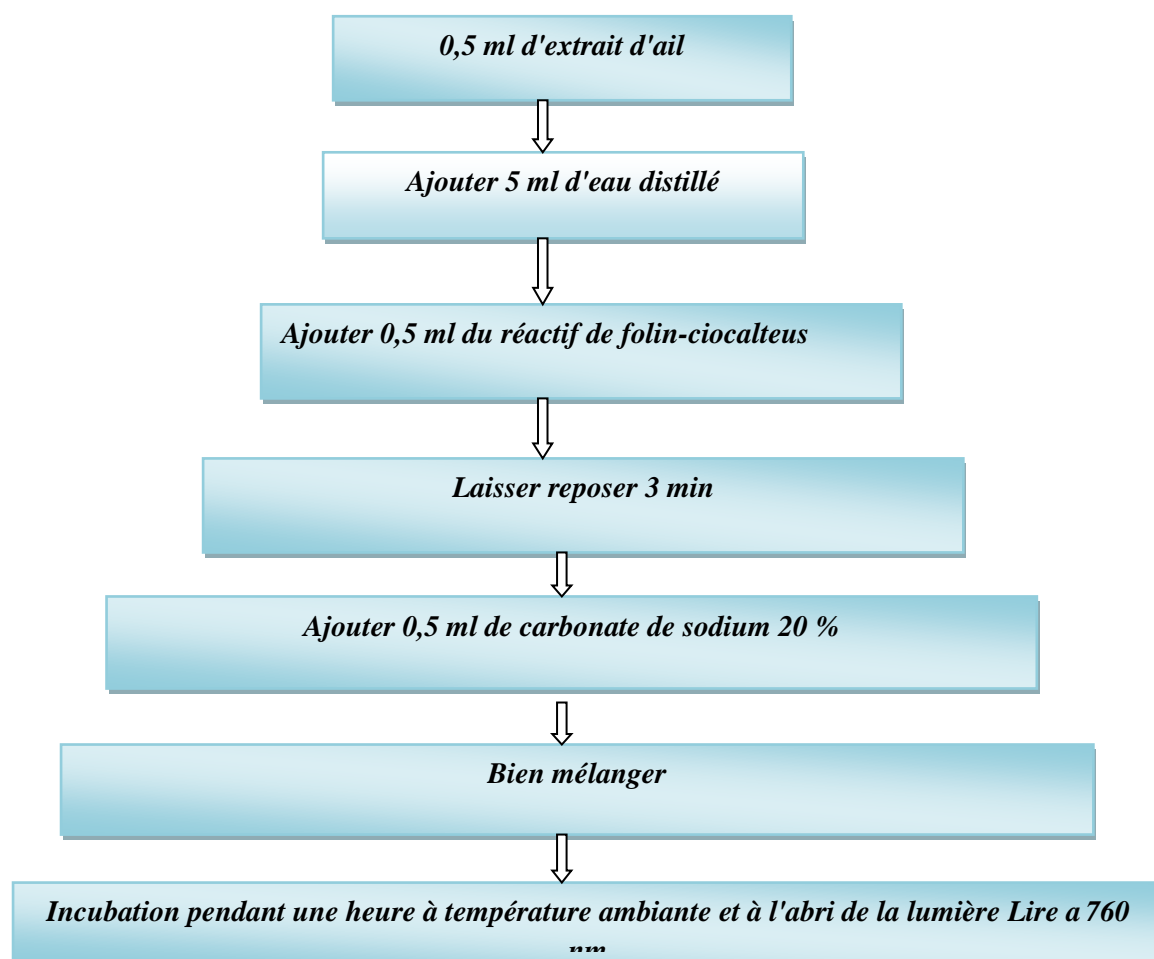 0,5 ml d'extrait d'ail
Ajouter 5 ml d'eau distillé
Ajouter 0,5 ml du réactif de folin-ciocalteus
Laisser reposer 3 min
Ajouter 0,5 ml de carbonate de sodium 20 %
Bien mélanger
Incubation pendant une heure à température ambiante et à l'abri de la lumière Lire a 760
nm